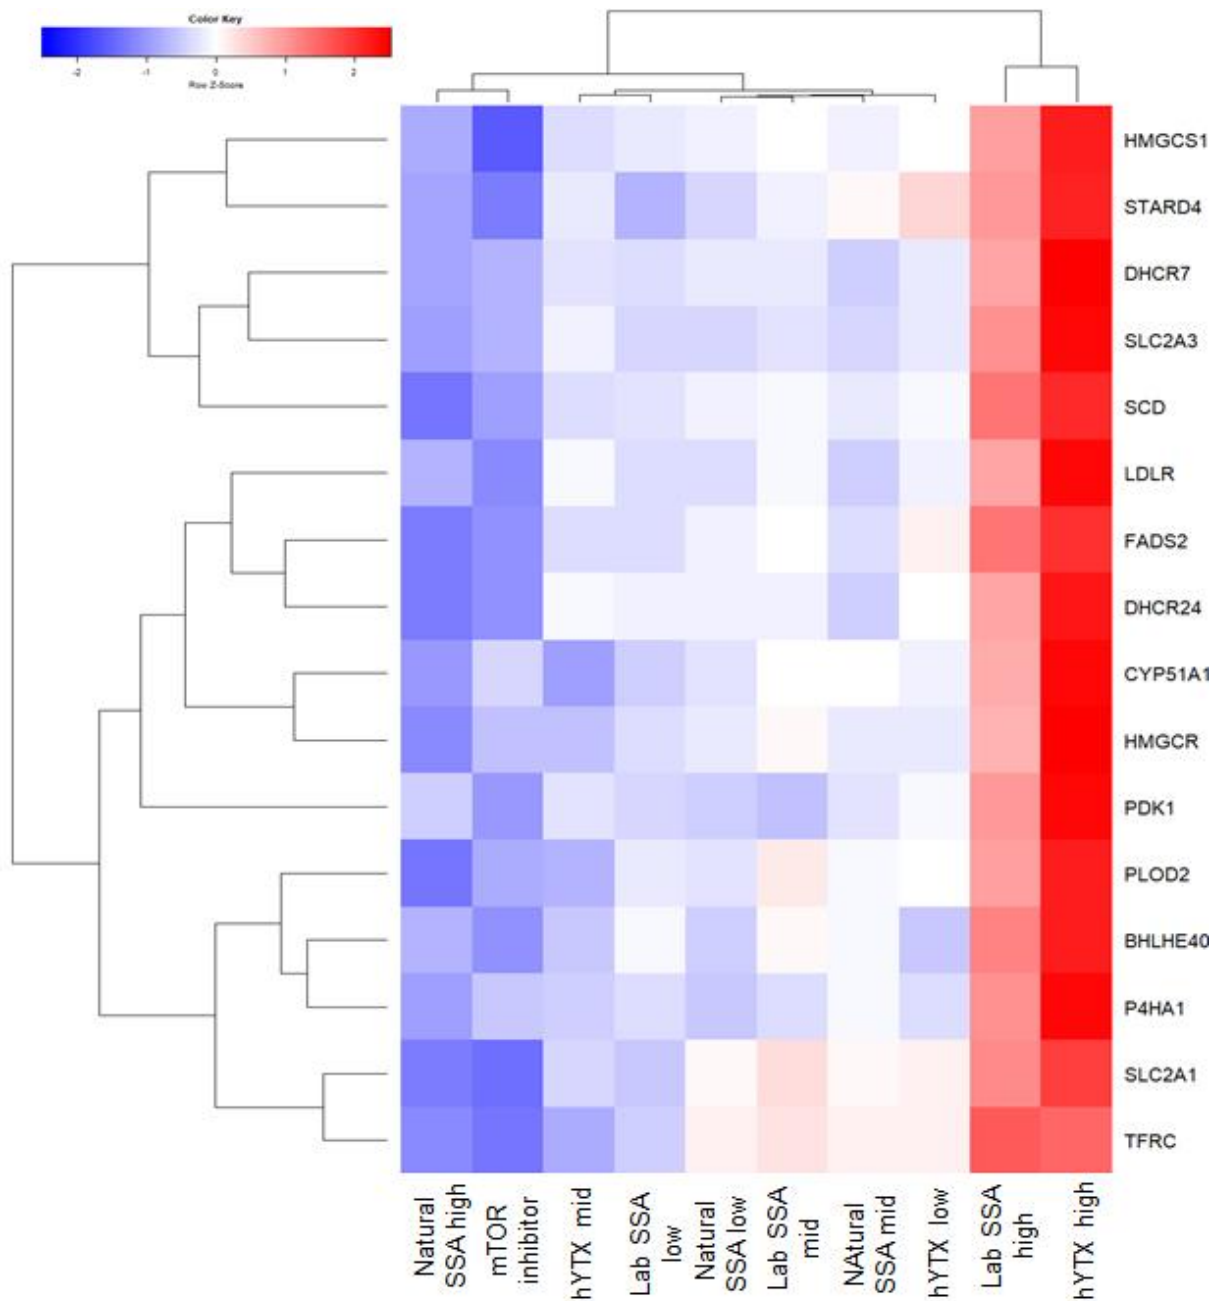 Color Key
-2 -1 0 1 2
Row Z-Score
HMGCS1
STARD4
DHCR7
SLC2A3
SCD
LDLR
FADS2
DHCR24
CYP51A1
HMGCR
PDK1
PLOD2
BHLHE40
P4HA1
SLC2A1
TFRC
Natural
SSA high
mTOR
inhibitor
hYTX mid
Lab SSA
low
Natural
SSA low
Lab SSA
mid
NAtural
SSA mid
hYTX low
Lab SSA
high
hYTX high